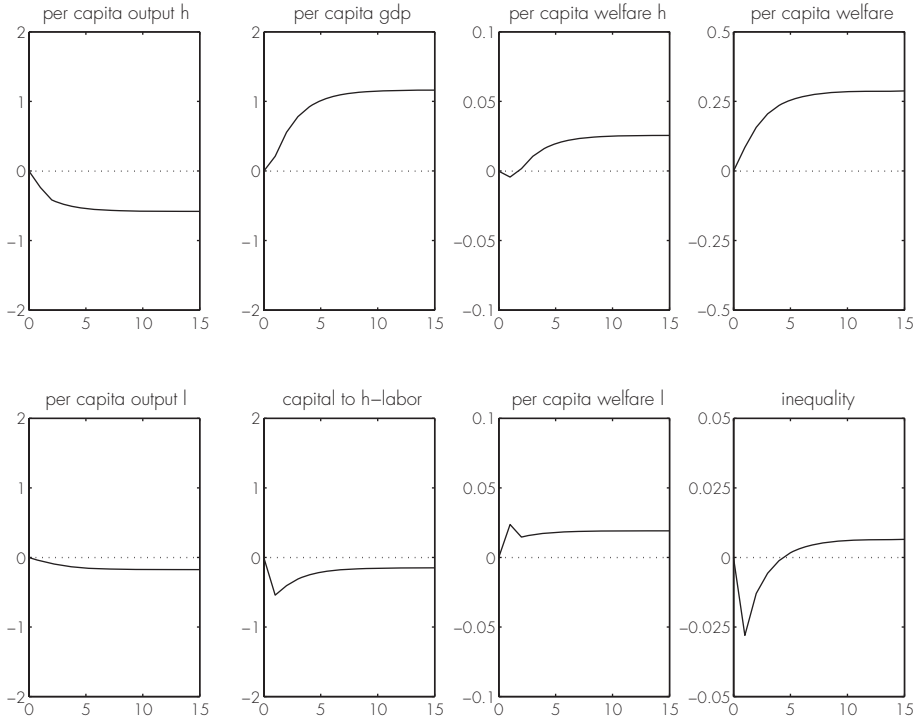 per capita output h per capita gdp per capita welfare h per capita welfare
2 2 0.1 0.5
1 1 0.05 0.25
0 0 0 0
−1 −1 −0.05 −0.25
−2 −2 −0.1 −0.5
0 5 10 15 0 5 10 15 0 5 10 15 0 5 10 15
per capita output l capital to h−labor per capita welfare l inequality
2 2 0.1 0.05
1 1 0.05 0.025
0 0 0 0
−1 −1 −0.05 −0.025
−2 −2 −0.1 −0.05
0 5 10 15 0 5 10 15 0 5 10 15 0 5 10 15